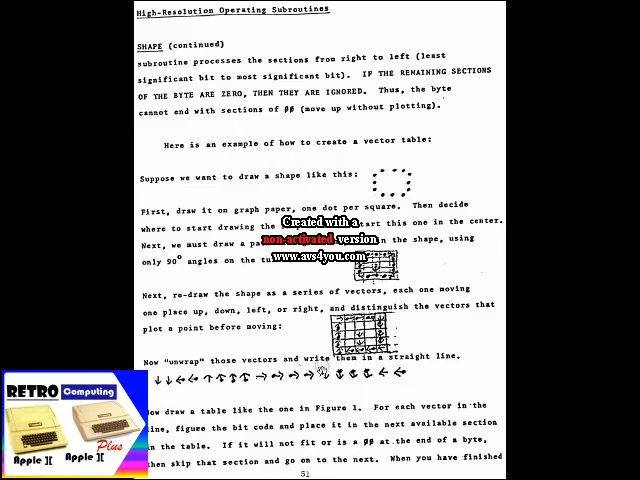 High-Resolution Operating Subroutines
SHAPE (continued)
subroutine processes the sections from right to left (least
significant bit to most significant bit). IF THE REMAINING SECTIONS
OF THE BYTE ARE ZERO, THEN THEY ARE IGNORED. Thus, the byte
cannot end with sections of ØØ (move up without plotting).
Here is an example of how to create a vector table:
Suppose we want to draw a shape like this:
First, draw it on graph paper, one dot per square. Then decide
where to start drawing the start this one in the center.
Next, we must draw a in the shape, using
only 90° angles on the
Created with a
non-activated version
www.avs4you.com
Next, re-draw the shape as a series of vectors, each one moving
one place up, down, left, or right, and distinguish the vectors that
plot a point before moving:
Now "unwrap" those vectors and write them in a straight line.
Now draw a table like the one in Figure 1. For each vector in the
line, figure the bit code and place it in the next available section
in the table. If it will not fit or is a ØØ at the end of a byte,
then skip that section and go on to the next. When you have finished
51
RETRO Computing
Plus
Apple ][ Apple ][